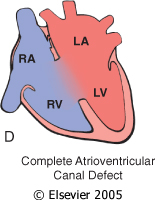 LA
RA
RV
LV
D
Complete Atrioventricular
Canal Defect
© Elsevier 2005